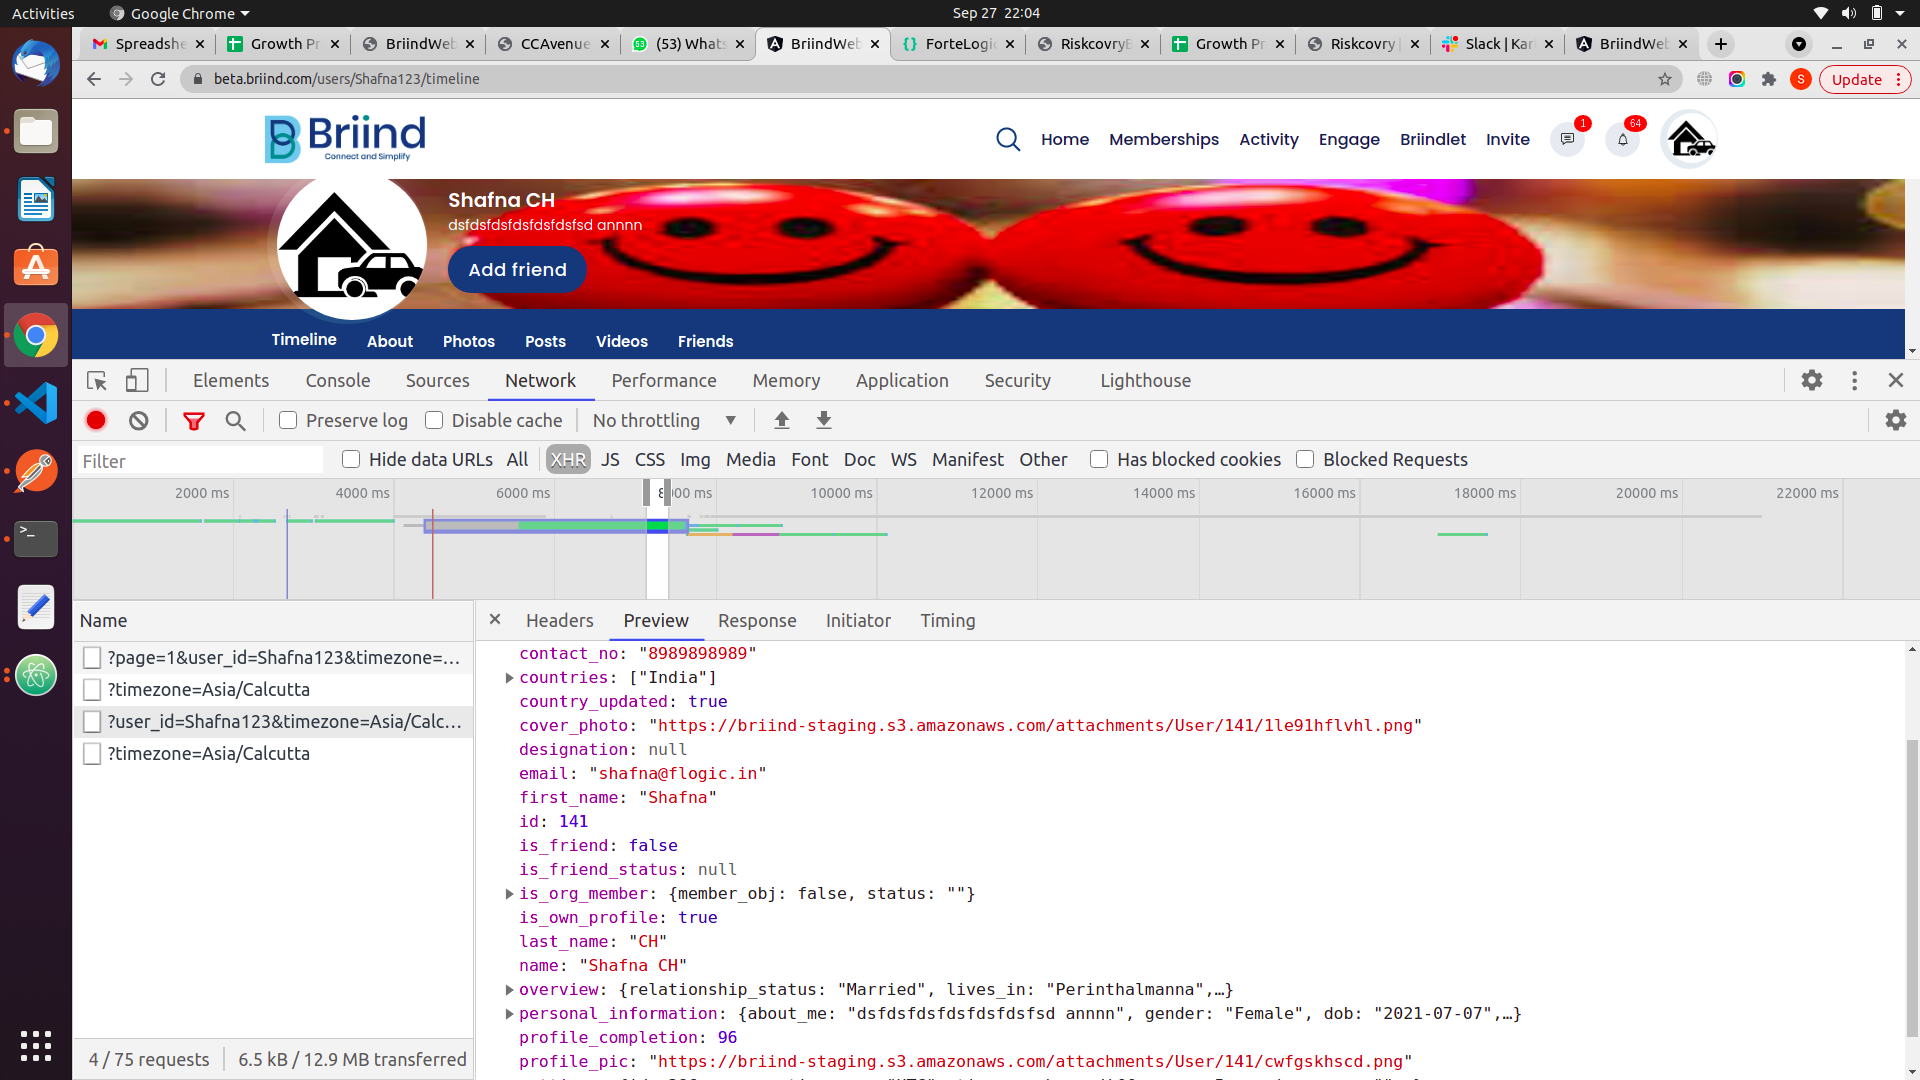 Activities
Google Chrome
Sep 27 22:04
Spreadshe
Growth Pr
BriindWeb
CCAvenue
(53) Whats
BriindWeb
ForteLogic
RiskcovryB
Growth Pr
Riskcovry |
Slack | Kar
BriindWeb
beta.briind.com/users/Shafna123/timeline
S
Update
Briind
Connect and Simplify
Home
Memberships
Activity
Engage
Briindlet
Invite
1
64
Shafna CH
dsfdsfdsfdsfdsfdsfsd annnn
Add friend
Timeline
About
Photos
Posts
Videos
Friends
Elements
Console
Sources
Network
Performance
Memory
Application
Security
Lighthouse
Preserve log
Disable cache
No throttling
Filter
Hide data URLs
All
XHR
JS
CSS
Img
Media
Font
Doc
WS
Manifest
Other
Has blocked cookies
Blocked Requests
2000 ms
4000 ms
6000 ms
8000 ms
10000 ms
12000 ms
14000 ms
16000 ms
18000 ms
20000 ms
22000 ms
Name
Headers
Preview
Response
Initiator
Timing
?page=1&user_id=Shafna123&timezone=…
?timezone=Asia/Calcutta
?user_id=Shafna123&timezone=Asia/Calc…
?timezone=Asia/Calcutta
contact_no: "8989898989"
countries: ["India"]
country_updated: true
cover_photo: "https://briind-staging.s3.amazonaws.com/attachments/User/141/1le91hflvhl.png"
designation: null
email: "shafna@flogic.in"
first_name: "Shafna"
id: 141
is_friend: false
is_friend_status: null
is_org_member: {member_obj: false, status: ""}
is_own_profile: true
last_name: "CH"
name: "Shafna CH"
overview: {relationship_status: "Married", lives_in: "Perinthalmanna",…}
personal_information: {about_me: "dsfdsfdsfdsfdsfdsfsd annnn", gender: "Female", dob: "2021-07-07",…}
profile_completion: 96
profile_pic: "https://briind-staging.s3.amazonaws.com/attachments/User/141/cwfgskhscd.png"
4 / 75 requests
6.5 kB / 12.9 MB transferred